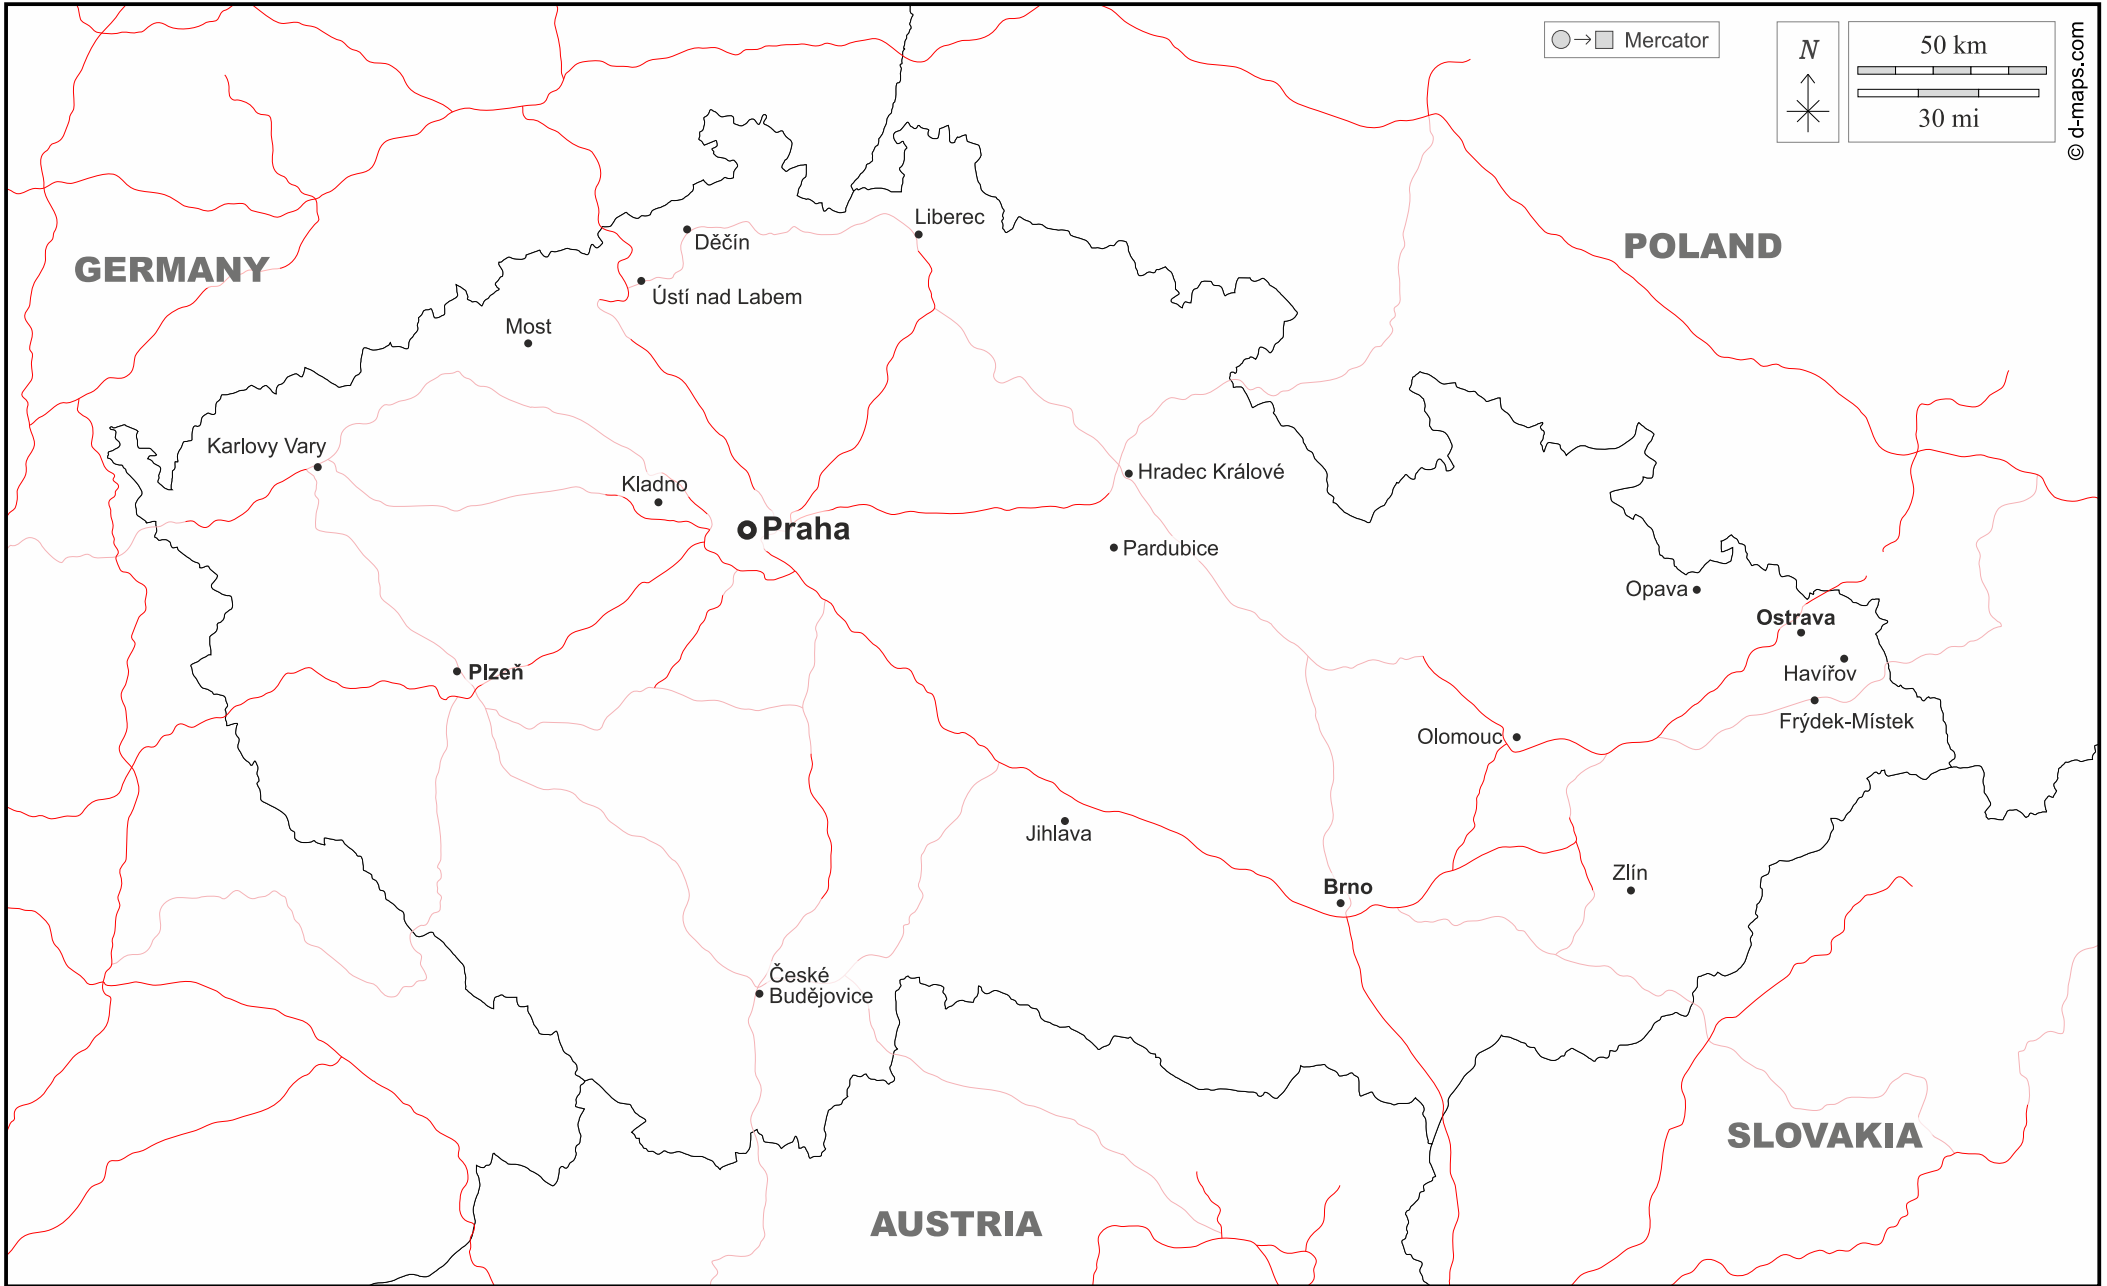 Mercator
N
50 km
30 mi
© d-maps.com
Liberec
Děčín
GERMANY
POLAND
Ústí nad Labem
Most
Karlovy Vary
Hradec Králové
Kladno
Praha
Pardubice
Opava
Ostrava
Plzeň
Havířov
Frýdek-Místek
Olomouc
Jihlava
Zlín
Brno
České
Budějovice
SLOVAKIA
AUSTRIA